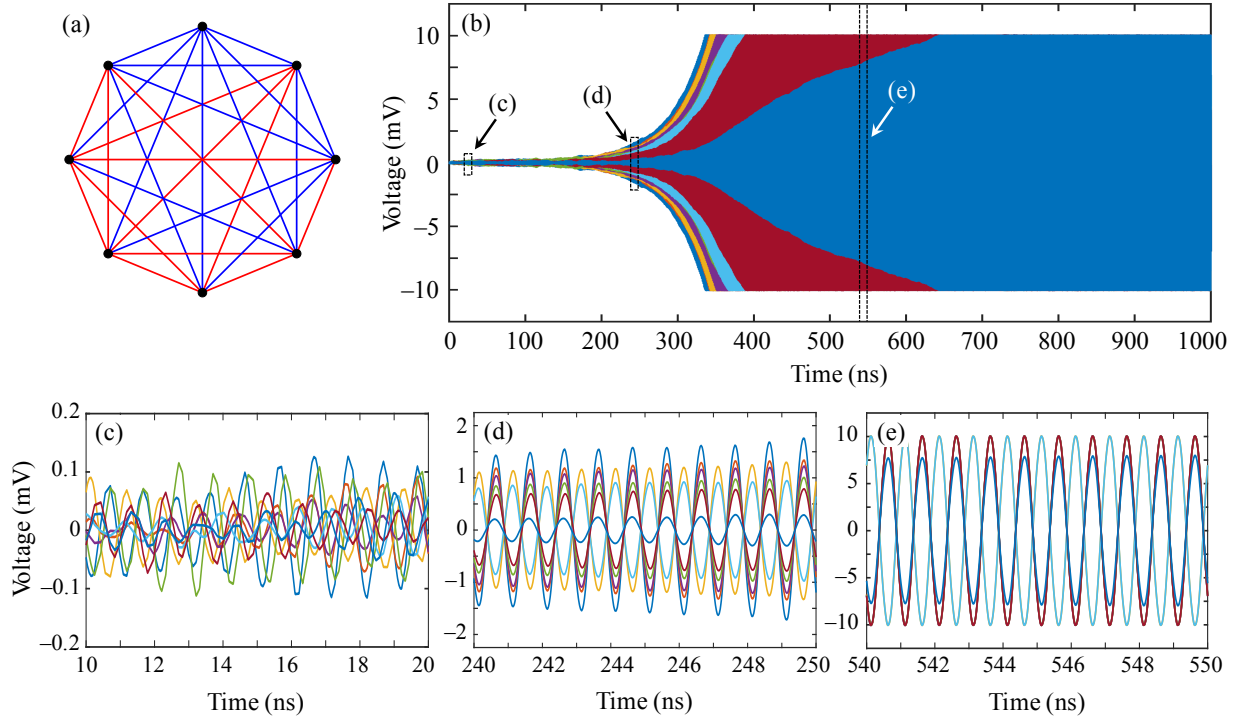 (a)
(b)
10
5
0
−5
−10
Voltage (mV)
(c)
(d)
(e)
0 100 200 300 400 500 600 700 800 900 1000
Time (ns)
(c)
0.2
0.1
0
−0.1
−0.2
Voltage (mV)
10 12 14 16 18 20
Time (ns)
(d)
2
1
0
−1
−2
240 242 244 246 248 250
Time (ns)
(e)
10
5
0
−5
−10
540 542 544 546 548 550
Time (ns)